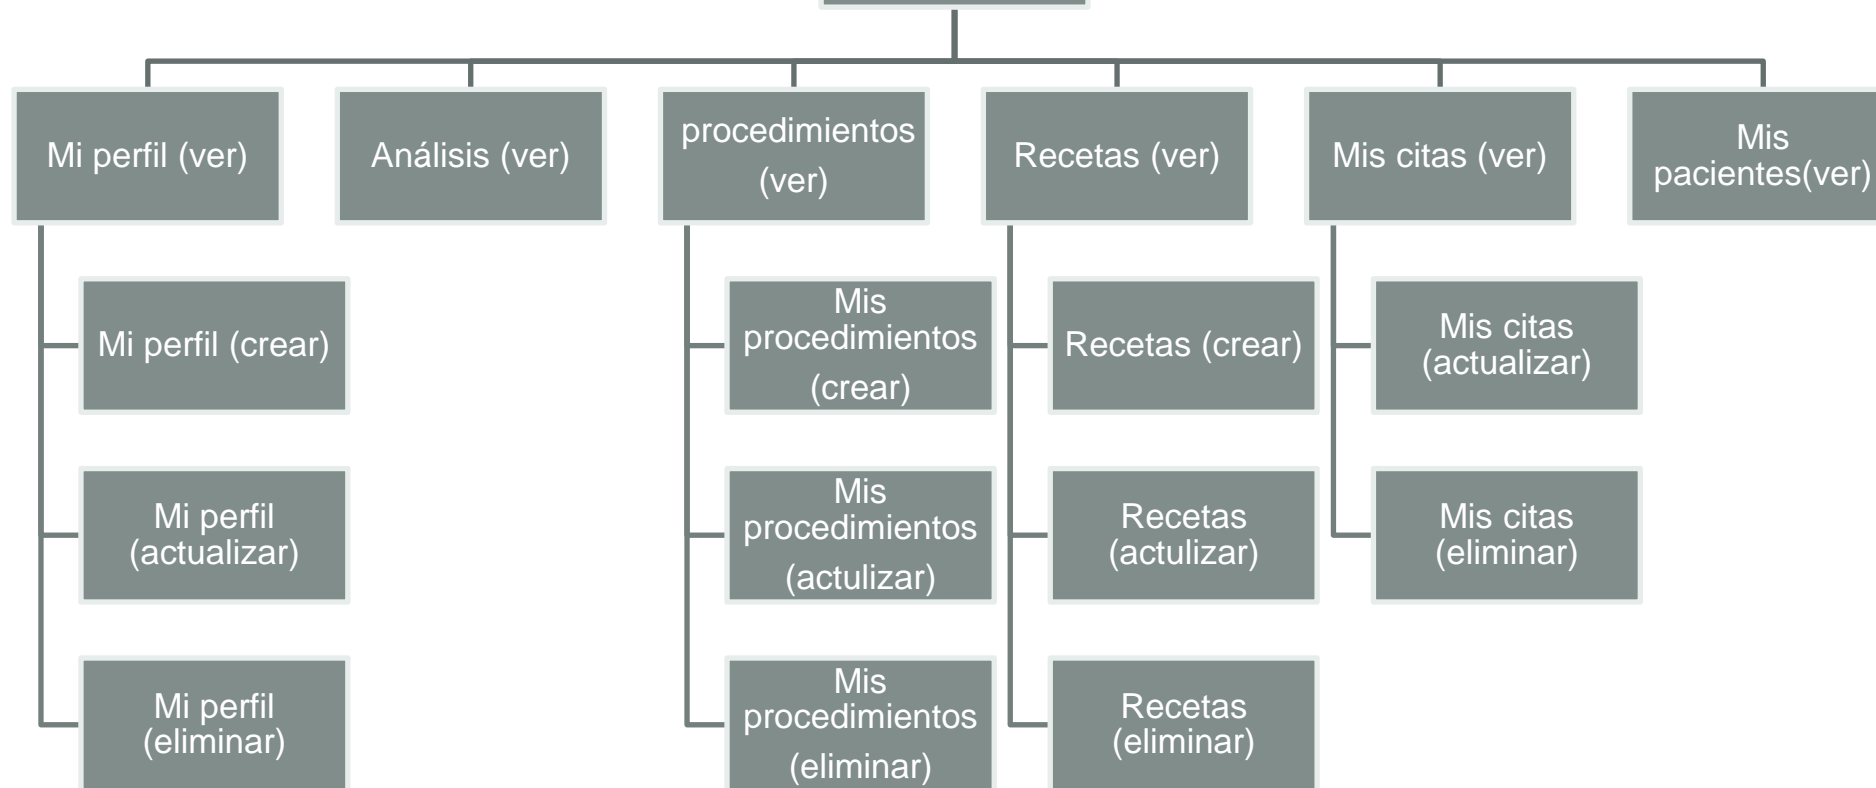 Mi perfil (ver)
Análisis (ver)
procedimientos
(ver)
Recetas (ver)
Mis citas (ver)
Mis
pacientes(ver)
Mi perfil (crear)
Mis
procedimientos
(crear)
Recetas (crear)
Mis citas
(actualizar)
Mi perfil
(actualizar)
Mis
procedimientos
(actulizar)
Recetas
(actulizar)
Mis citas
(eliminar)
Mi perfil
(eliminar)
Mis
procedimientos
(eliminar)
Recetas
(eliminar)